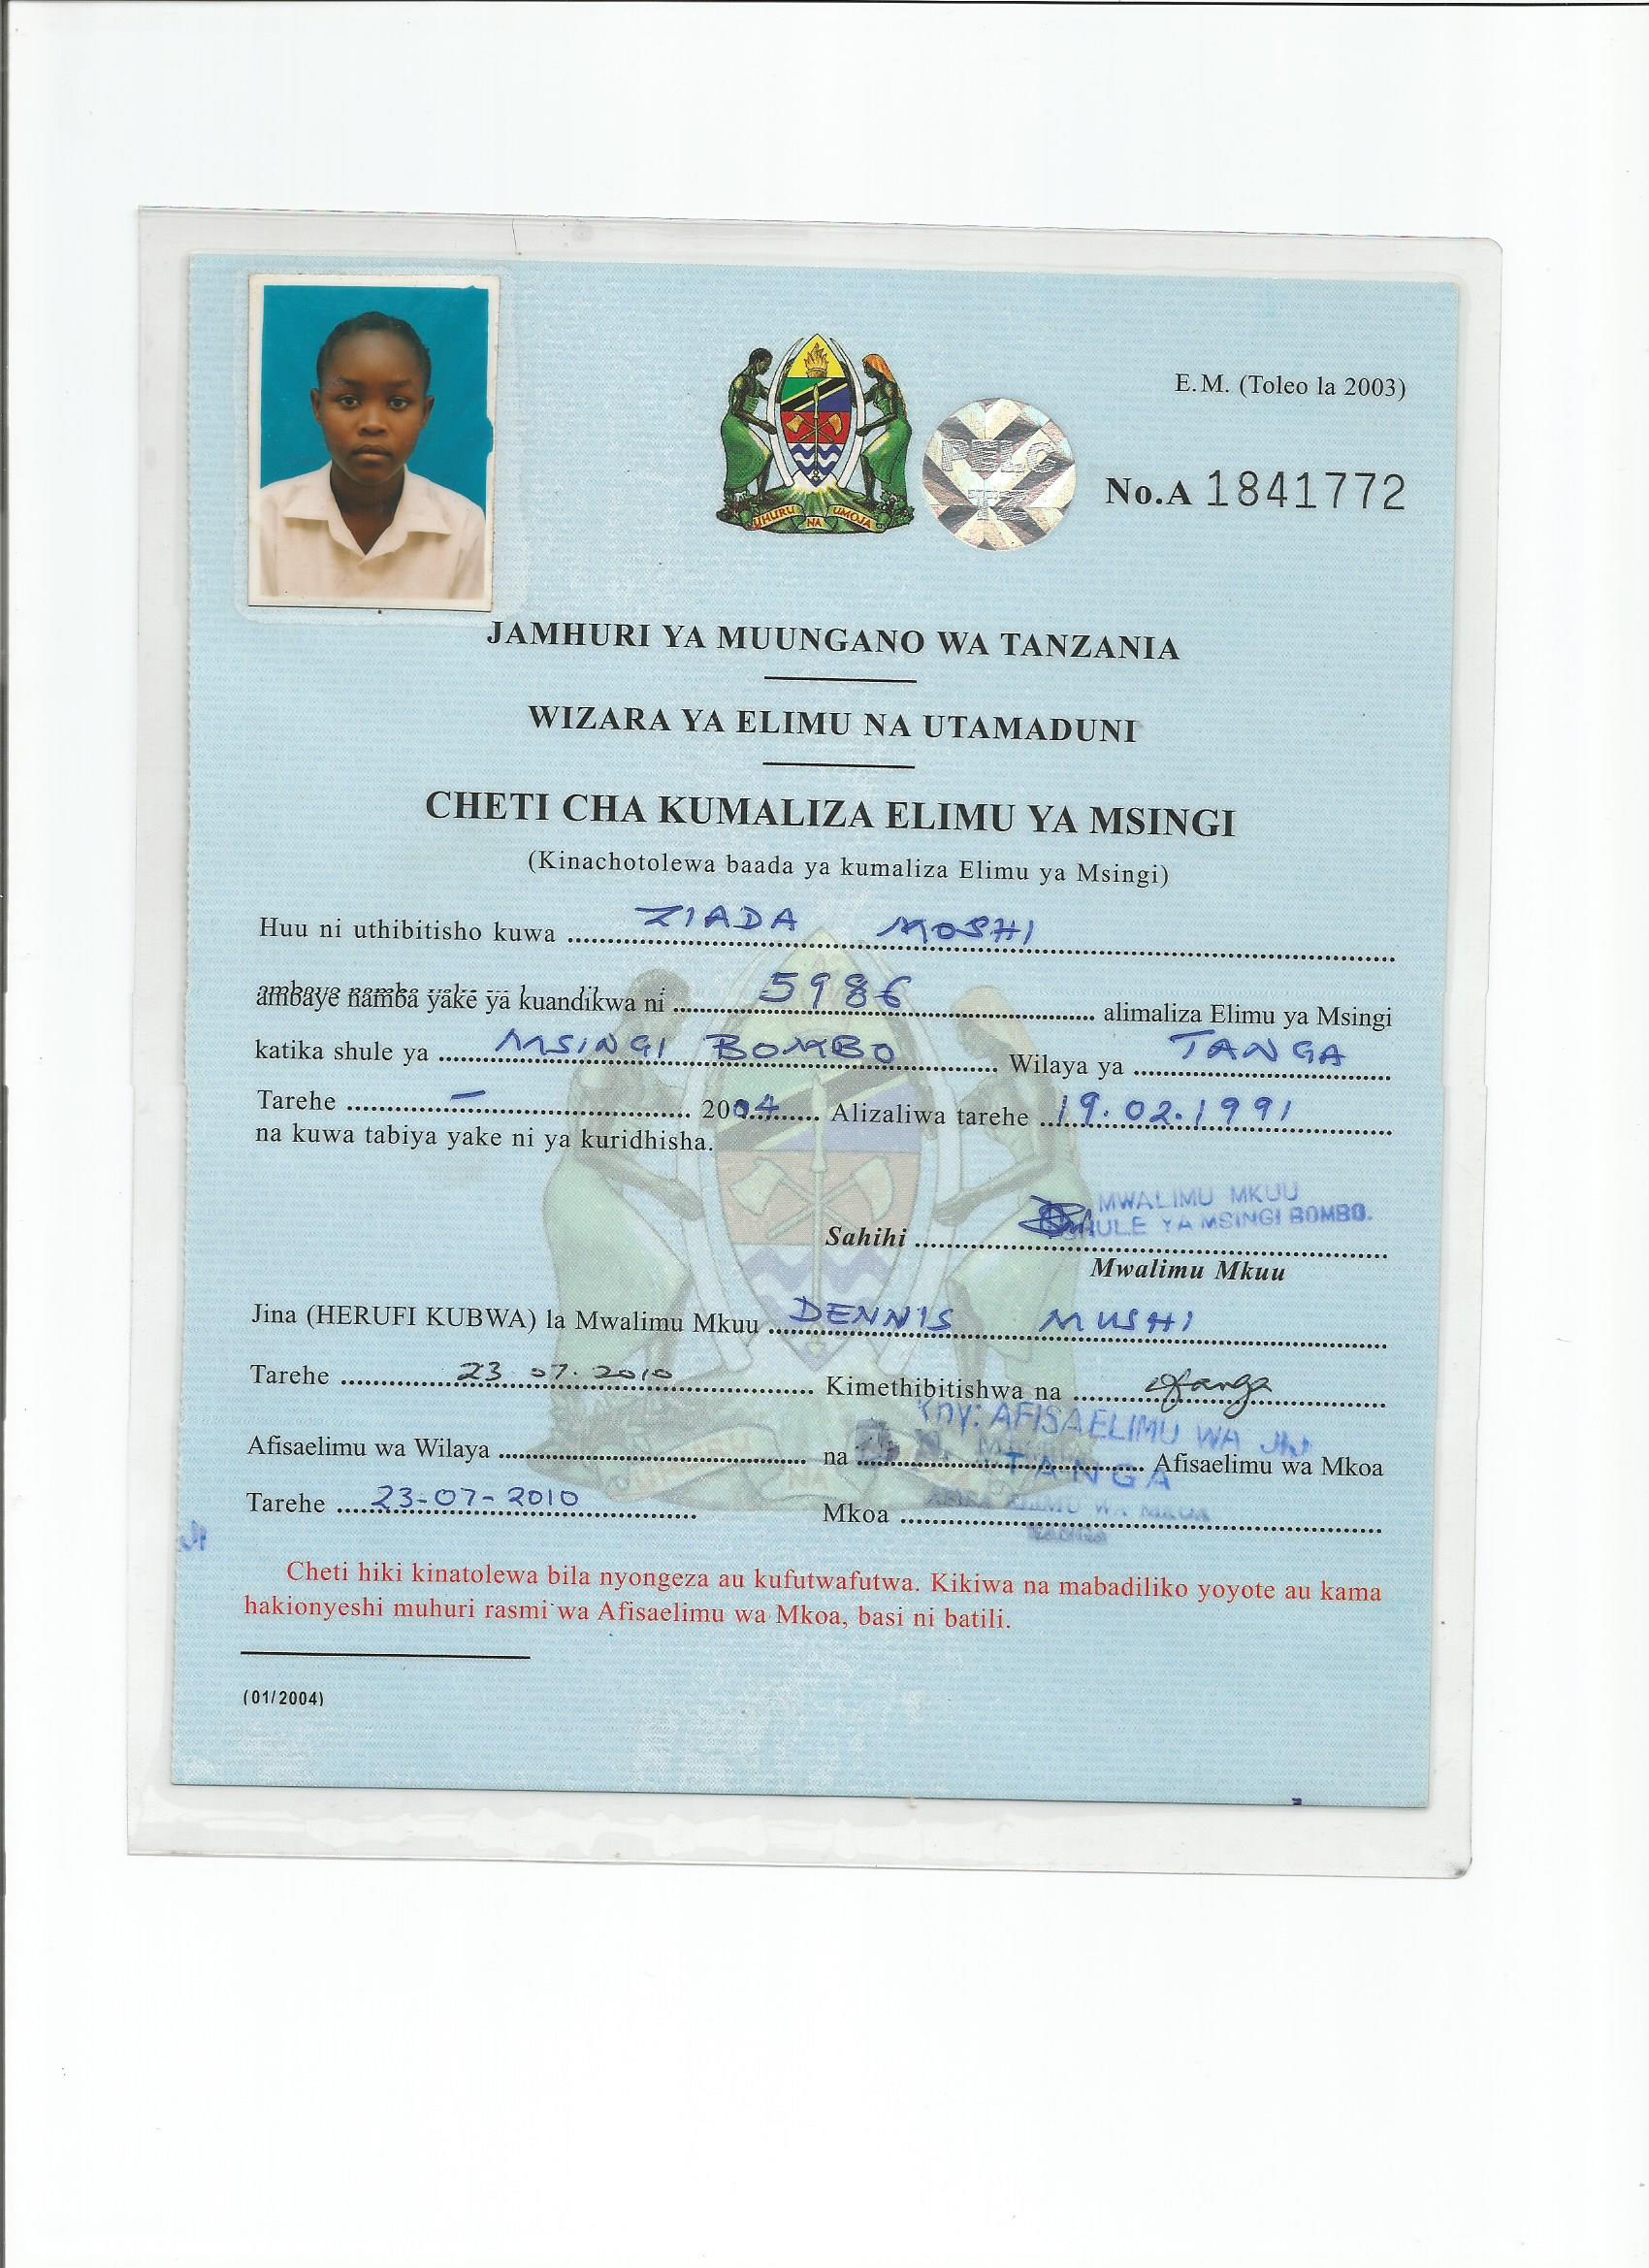 E.M. (Toleo la 2003)
UHURU NA UMOJA
PELC
TZ
No.A 1841772
JAMHURI YA MUUNGANO WA TANZANIA
WIZARA YA ELIMU NA UTAMADUNI
CHETI CHA KUMALIZA ELIMU YA MSINGI
(Kinachotolewa baada ya kumaliza Elimu ya Msingi)
Huu ni uthibitisho kuwa ZIADA MOSHI
ambaye namba yake ya kuandikwa ni 5986 alimaliza Elimu ya Msingi
katika shule ya MSINGI BOMBO Wilaya ya TANGA
Tarehe - 2004 Alizaliwa tarehe 19.02.1991
na kuwa tabiya yake ni ya kuridhisha.
MWALIMU MKUU
SHULE YA MSINGI BOMBO.
Sahihi
Mwalimu Mkuu
Jina (HERUFI KUBWA) la Mwalimu Mkuu DENNIS MUSHI
Tarehe 23 07. 2010 Kimethibitishwa na
Kny: AFISAELIMU WA JIJI
Afisaelimu wa Wilaya na TANGA Afisaelimu wa Mkoa
AFISA ELIMU WA MKOA
Tarehe 23-07-2010 Mkoa
TANGA
Cheti hiki kinatolewa bila nyongeza au kufutwafutwa. Kikiwa na mabadiliko yoyote au kama
hakionyeshi muhuri rasmi wa Afisaelimu wa Mkoa, basi ni batili.
(01/2004)